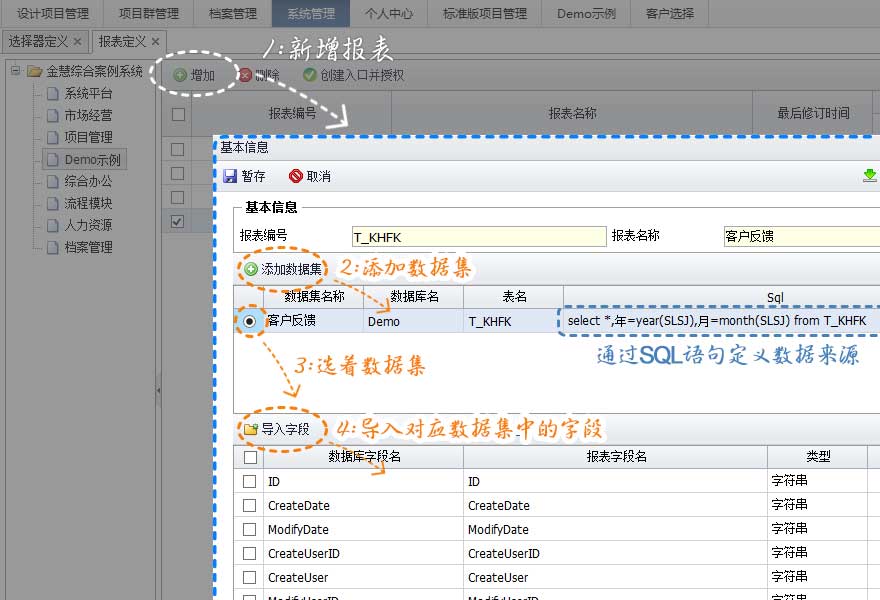 设计项目管理 项目群管理 档案管理 系统管理 个人中心 标准版项目管理 Demo示例 客户选择
选择器定义 × 报表定义 ×
1:新增报表
金慧综合案例系统
系统平台
市场经营
项目管理
Demo示例
综合办公
流程模块
人力资源
档案管理
增加 删除 创建入口并授权
报表编号 报表名称 最后修订时间
基本信息
暂存 取消
基本信息
报表编号 T_KHFK 报表名称 客户反馈
添加数据集 2:添加数据集
数据集名称 数据库名 表名 Sql
客户反馈 Demo T_KHFK select *,年=year(SLSJ),月=month(SLSJ) from T_KHFK
通过SQL语句定义数据来源
3:选着数据集
导入字段 4:导入对应数据集中的字段
数据库字段名 报表字段名 类型
ID ID 字符串
CreateDate CreateDate 字符串
ModifyDate ModifyDate 字符串
CreateUserID CreateUserID 字符串
CreateUser CreateUser 字符串
ModifyUserID ModifyUserID 字符串